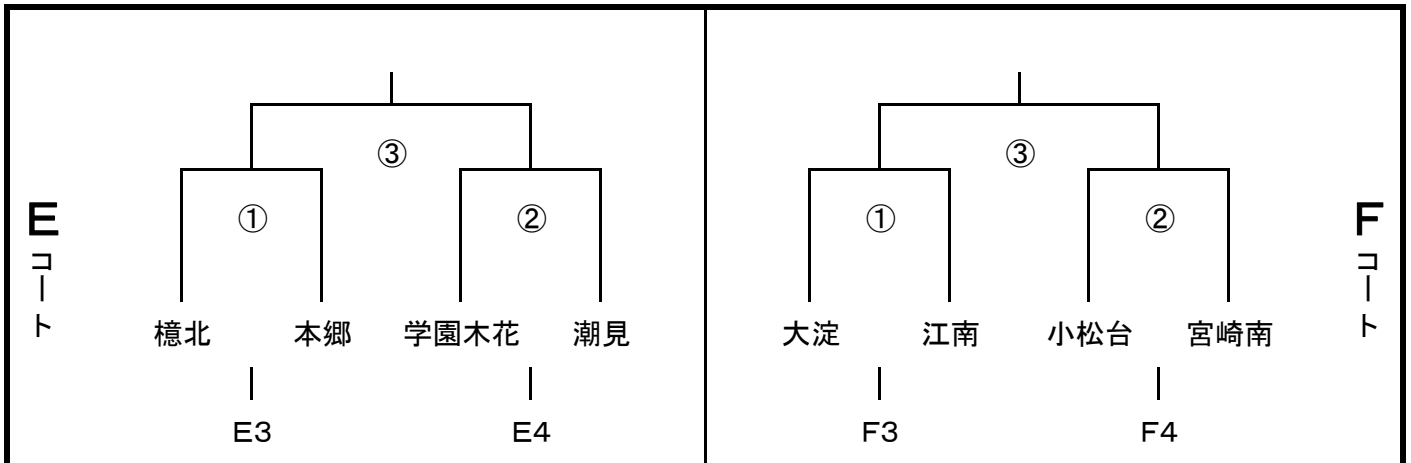 ③ ③
① ② ① ②
E
コート
F
コート
檍北 本郷 学園木花 潮見 大淀 江南 小松台 宮崎南
E3 E4 F3 F4